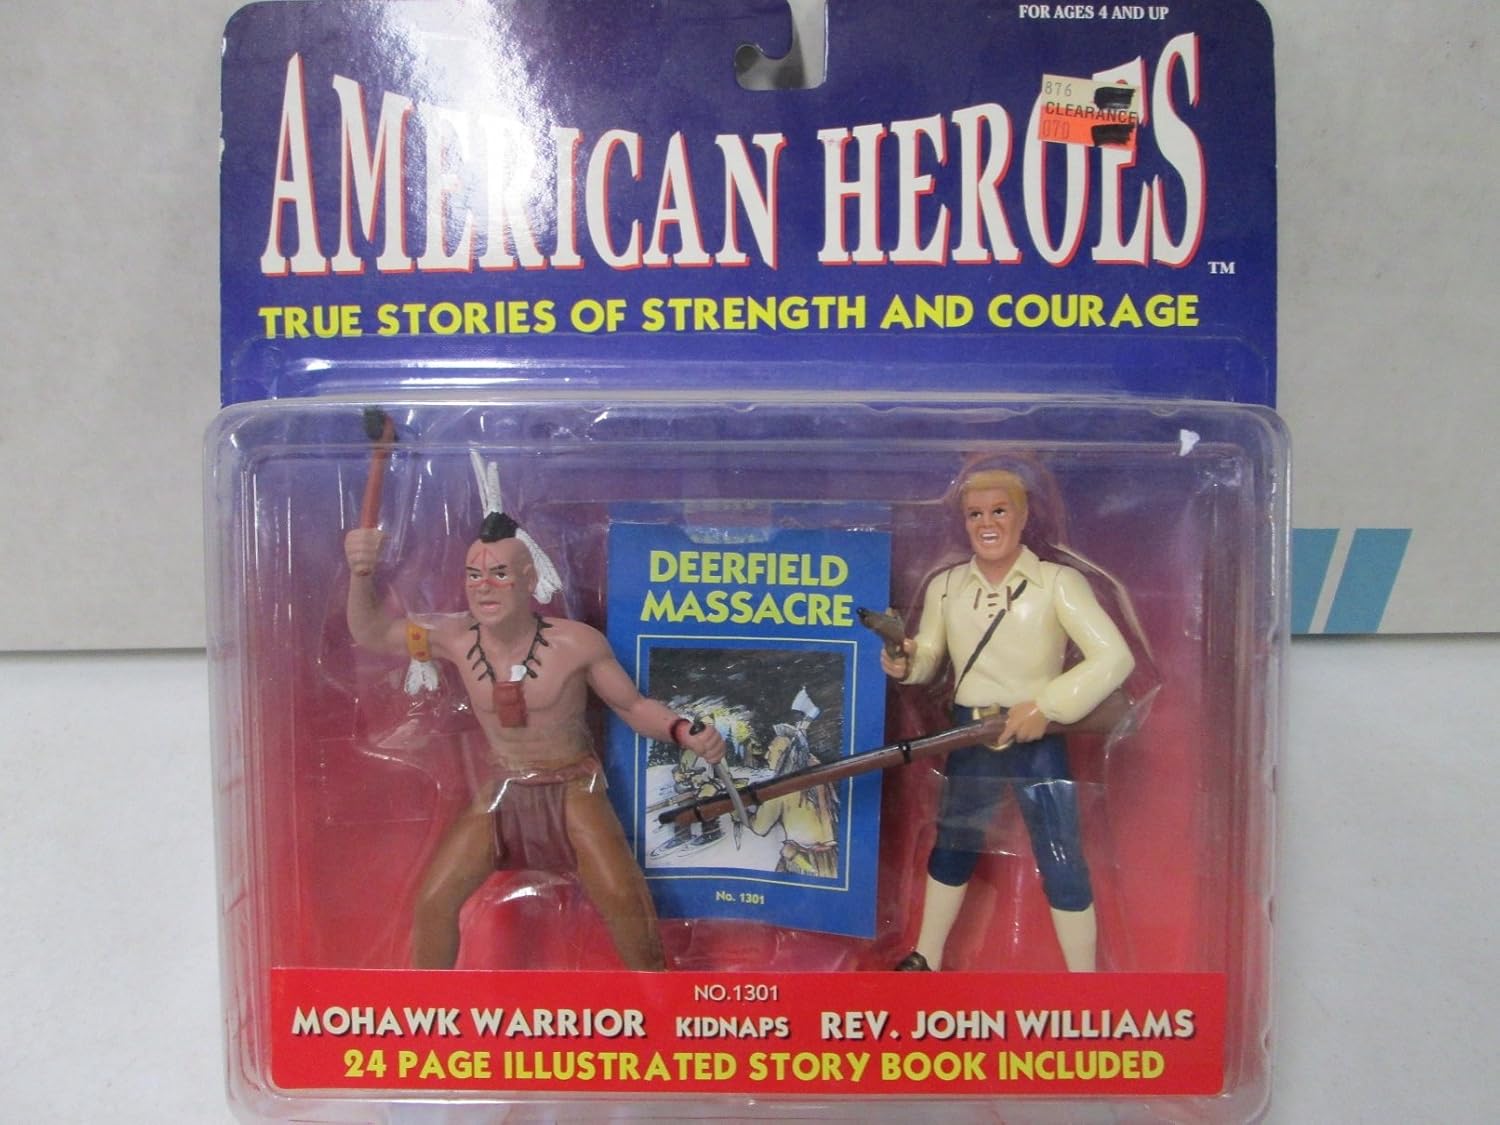 FOR AGES 4 AND UP
876
CLEARANCE
070
AMERICAN HEROES
TM
TRUE STORIES OF STRENGTH AND COURAGE
DEERFIELD
MASSACRE
No. 1301
NO.1301
MOHAWK WARRIOR KIDNAPS REV. JOHN WILLIAMS
24 PAGE ILLUSTRATED STORY BOOK INCLUDED